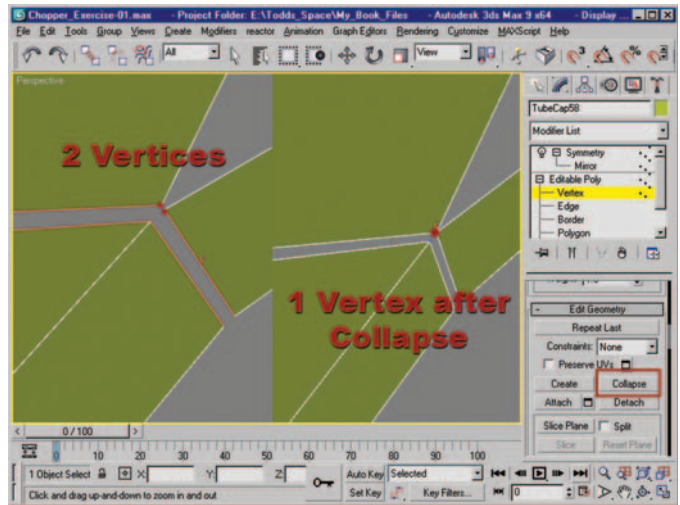 Chopper_Exercise-01.max - Project Folder: E:\Todds_Space\My_Book_Files - Autodesk 3ds Max 9 x64 - Display ...
File Edit Tools Group Views Create Modifiers reactor Animation Graph Editors Rendering Customize MAXScript Help
All
View
Perspective
2 Vertices
1 Vertex after
Collapse
TubeCap58
Modifier List
Symmetry
Mirror
Editable Poly
Vertex
Edge
Border
Polygon
Edit Geometry
Repeat Last
Constraints: None
Preserve UVs
Create Collapse
Attach Detach
Slice Plane Split
Slice Reset Plane
0 / 100
0 10 20 30 40 50 60 70 80 90 100
1 Object Select X Y Z
Auto Key Selected
Click and drag up-and-down to zoom in and out
Set Key Key Filters... 0